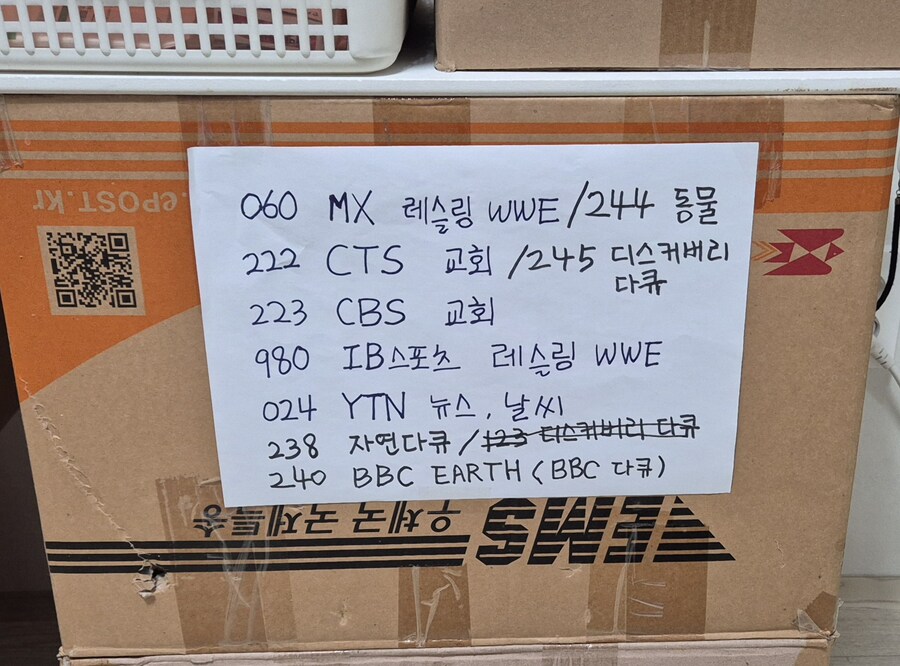 .ePOST.kr
060 MX 레슬링 WWE /244 동물
222 CTS 교회 /245 디스커버리
다큐
223 CBS 교회
980 IB스포츠 레슬링 WWE
024 YTN 뉴스, 날씨
238 자연다큐 / 123 디스커버리 다큐
240 BBC EARTH (BBC 다큐)
EMS 우체국 국제특송